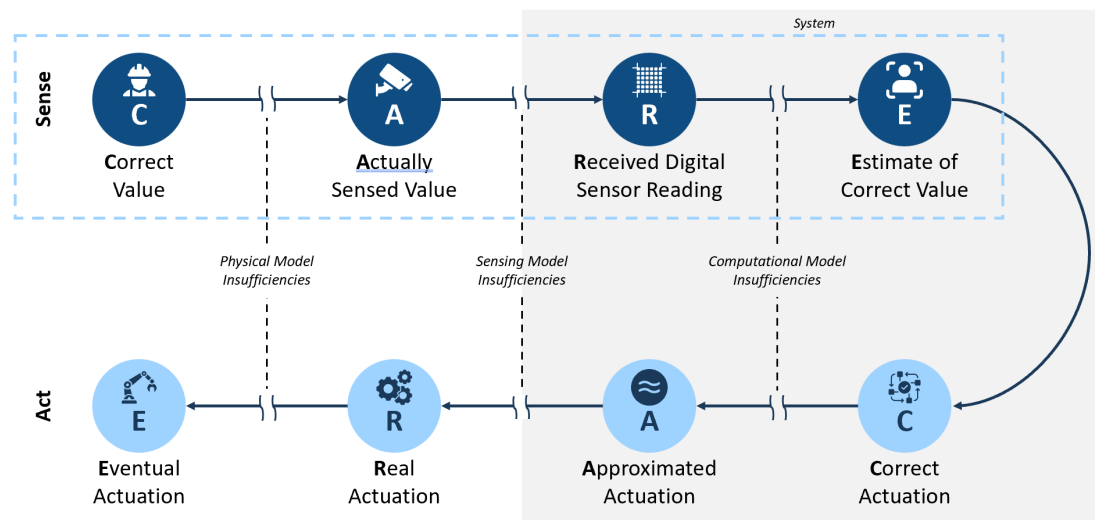 System
Sense
C
A
R
E
Correct
Value
Actually
Sensed Value
Received Digital
Sensor Reading
Estimate of
Correct Value
Physical Model
Insufficiencies
Sensing Model
Insufficiencies
Computational Model
Insufficiencies
Act
E
R
A
C
Eventual
Actuation
Real
Actuation
Approximated
Actuation
Correct
Actuation